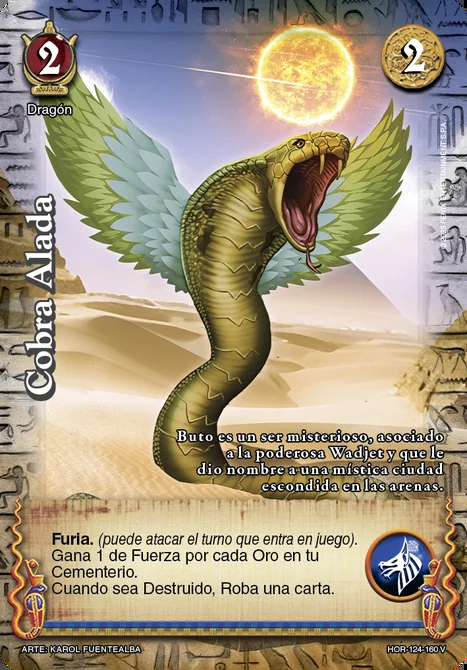 2
2
Dragón
Cobra Alada
Buto es un ser misterioso, asociado
a la poderosa Wadjet y que le
dio nombre a una mística ciudad
escondida en las arenas.
Furia. (puede atacar el turno que entra en juego).
Gana 1 de Fuerza por cada Oro en tu
Cementerio.
Cuando sea Destruido, Roba una carta.
ARTE: KAROL FUENTEALBA
HOR-124-160 V